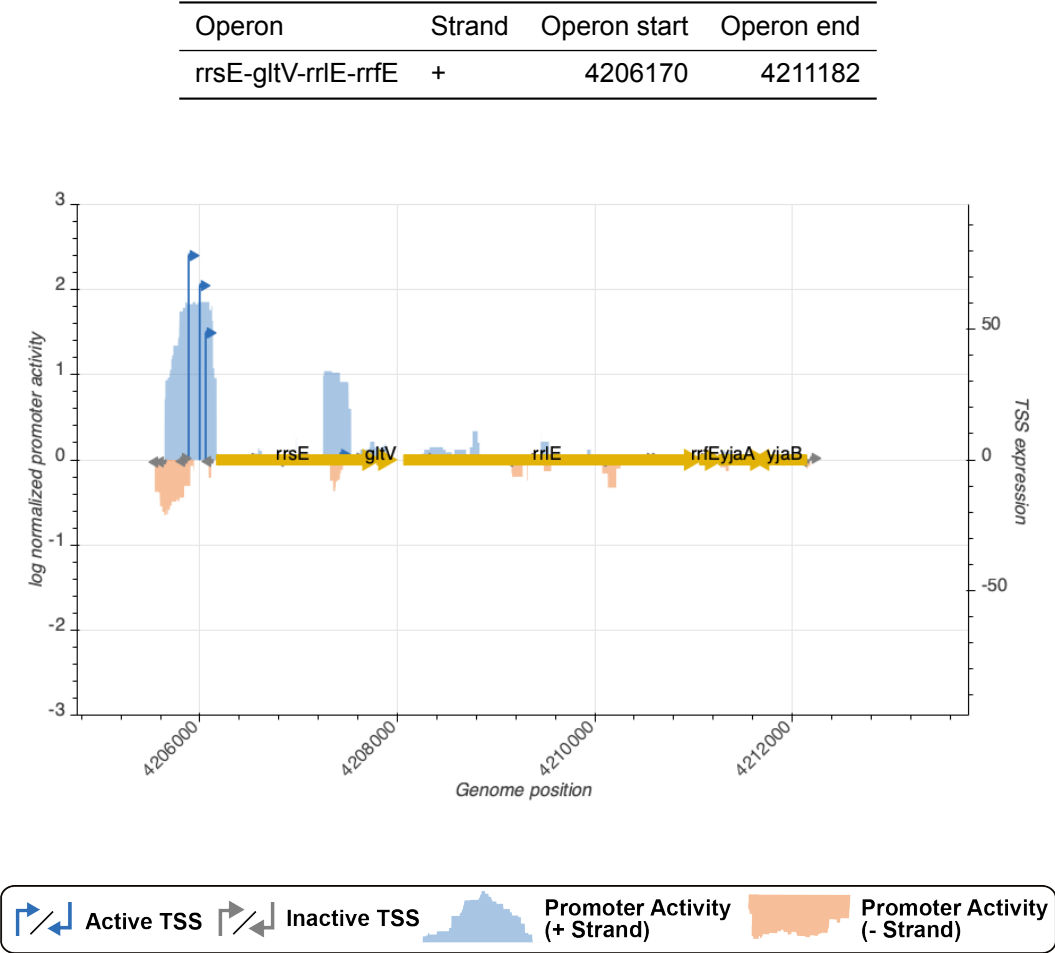 Operon Strand Operon start Operon end
rrsE-gltV-rrlE-rrfE + 4206170 4211182
3
2
1
0
-1
-2
-3
log normalized promoter activity
50
0
-50
TSS expression
rrsE gltV rrlE rrfE yjaA yjaB
4206000 4208000 4210000 4212000
Genome position
Active TSS
Inactive TSS
Promoter Activity
(+ Strand)
Promoter Activity
(- Strand)